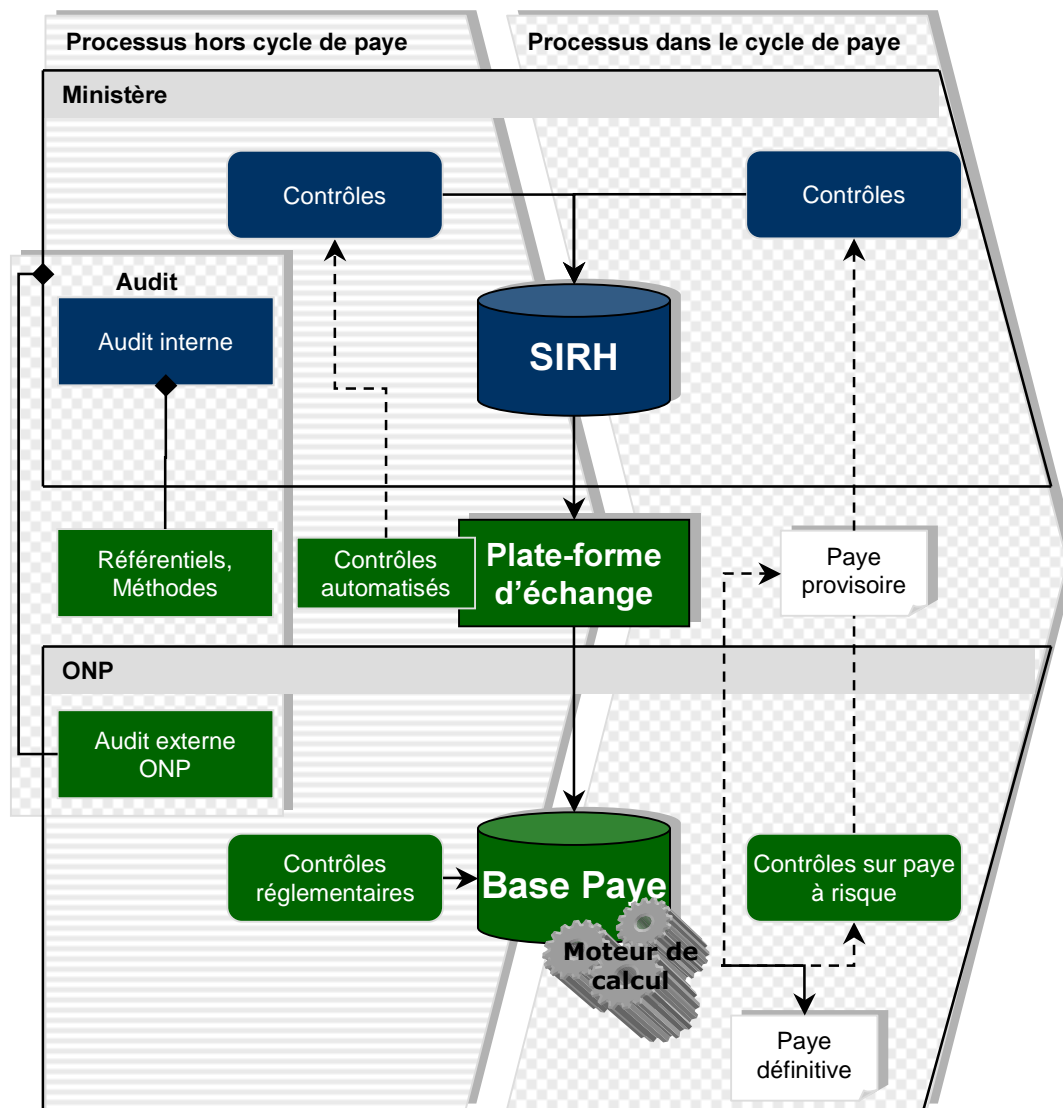 Processus hors cycle de paye
Processus dans le cycle de paye
Ministère
Contrôles
Contrôles
Audit
Audit interne
SIRH
Référentiels,
Méthodes
Contrôles
automatisés
Plate-forme
d’échange
Paye
provisoire
ONP
Audit externe
ONP
Contrôles
réglementaires
Base Paye
Contrôles sur paye
à risque
Moteur de
calcul
Paye
définitive